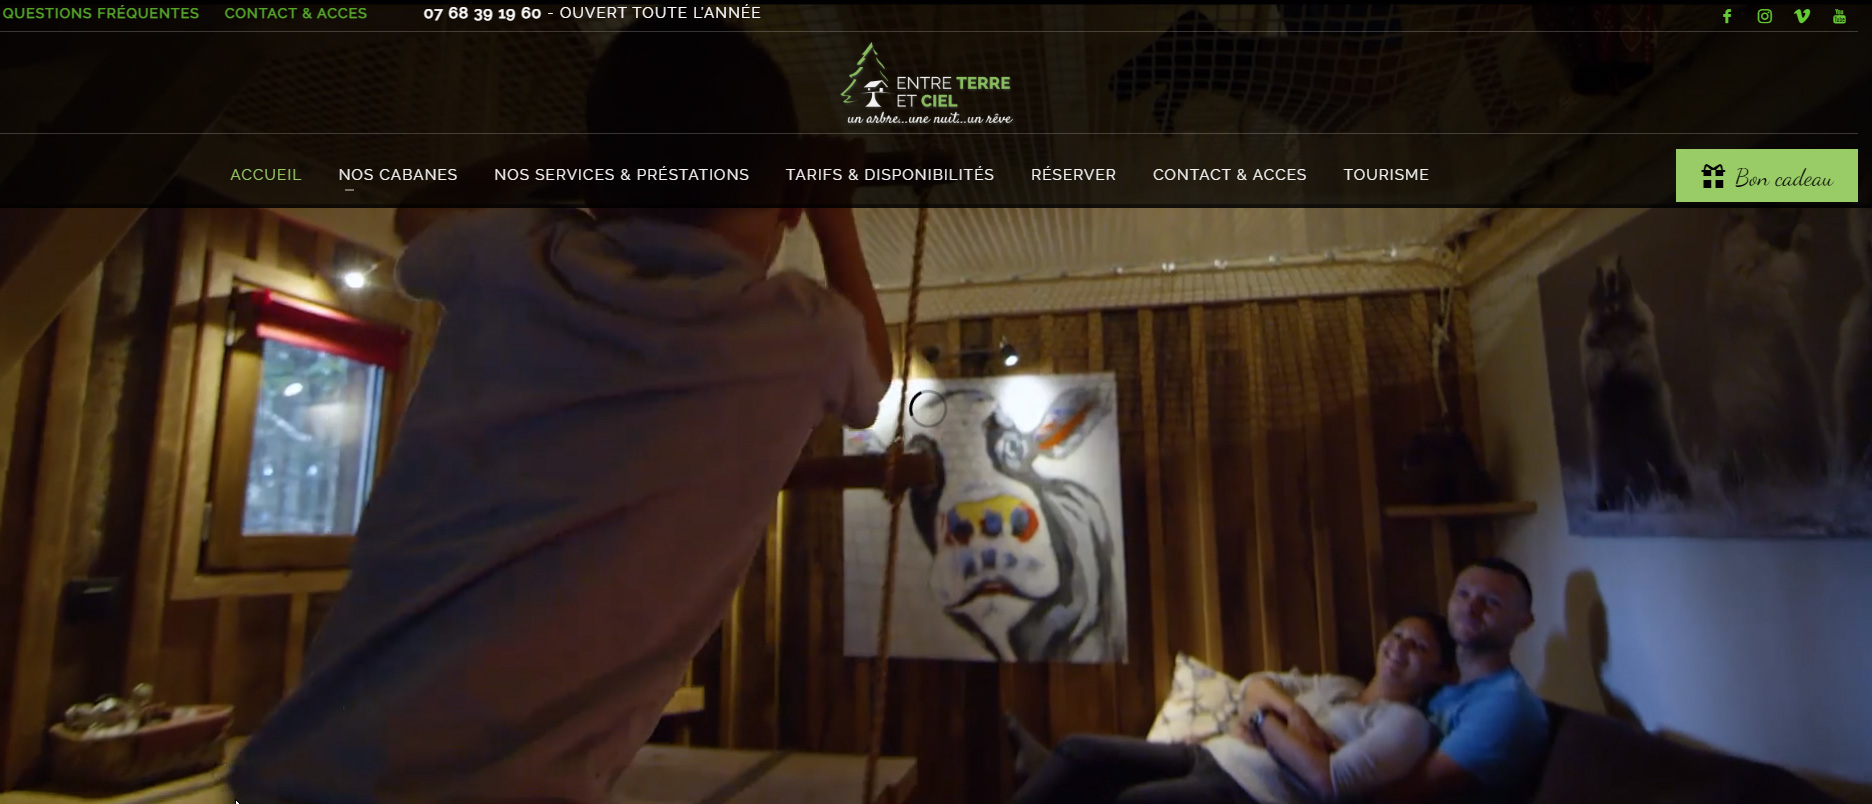 QUESTIONS FRÉQUENTES CONTACT & ACCES 07 68 39 19 60 - OUVERT TOUTE L'ANNÉE
ENTRE TERRE
ET CIEL
un arbre...une nuit...un rêve
ACCUEIL NOS CABANES NOS SERVICES & PRÉSTATIONS TARIFS & DISPONIBILITÉS RÉSERVER CONTACT & ACCES TOURISME
Bon cadeau